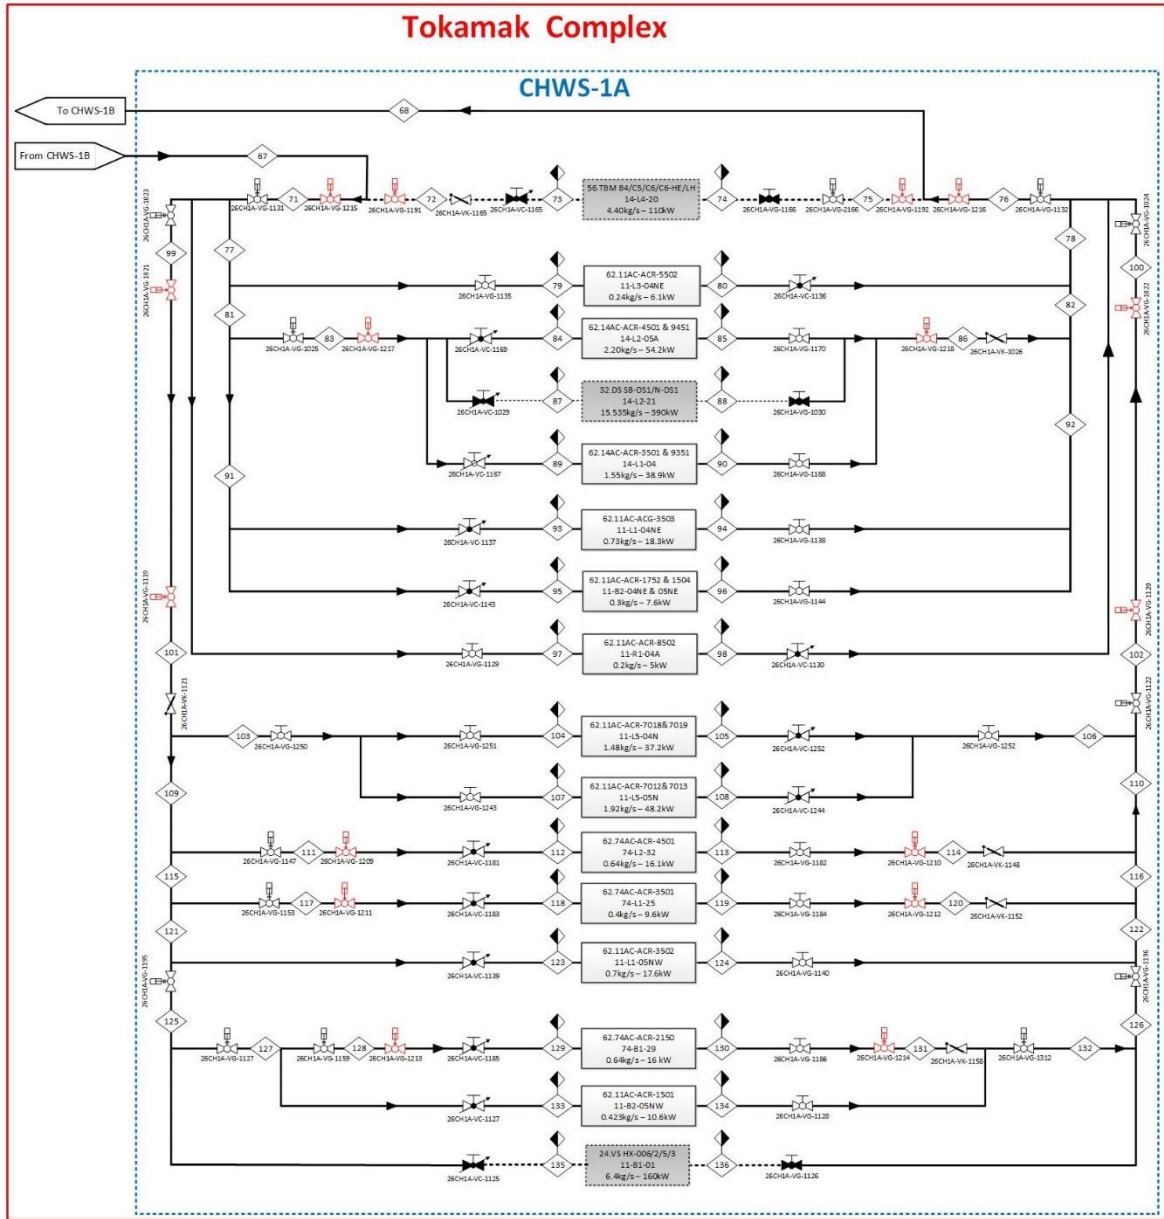 Tokamak Complex
CHWS-1A
To CHWS-1B
68
From CHWS-1B
67
26CH1A-VG-1023
26CH1A-VG-1131
71
26CH1A-VG-1215
26CH1A-VG-1191
72
26CH1A-VK-1165
26CH1A-VC-1165
73
56.TBM B4/C5/C6/C6-HE/LH
14-L4-20
4.40kg/s – 110kW
74
26CH1A-VG-1166
26CH1A-VG-2166
75
26CH1A-VG-1192
26CH1A-VG-1216
76
26CH1A-VG-1132
26CH1A-VG-1024
99
77
78
100
26CH1A-VG-1021
26CH1A-VG-1135
79
62.11AC-ACR-5502
11-L3-04NE
0.24kg/s – 6.1kW
80
26CH1A-VC-1136
26CH1A-VG-1022
81
82
26CH1A-VG-1025
83
26CH1A-VG-1217
26CH1A-VC-1169
84
62.14AC-ACR-4501 & 9451
14-L2-05A
2.20kg/s – 54.2kW
85
26CH1A-VG-1170
26CH1A-VG-1218
86
26CH1A-VK-1026
26CH1A-VC-1029
87
32.DS SB-DS1/N-DS1
14-L2-21
15.535kg/s – 390kW
88
26CH1A-VG-1030
92
91
26CH1A-VC-1167
89
62.14AC-ACR-3501 & 9351
14-L1-04
1.55kg/s – 38.9kW
90
26CH1A-VG-1168
26CH1A-VC-1137
93
62.11AC-ACG-3503
11-L1-04NE
0.73kg/s – 18.3kW
94
26CH1A-VG-1138
26CH1A-VG-1119
26CH1A-VC-1143
95
62.11AC-ACR-1752 & 1504
11-B2-04NE & 05NE
0.3kg/s – 7.6kW
96
26CH1A-VG-1144
26CH1A-VG-1120
101
26CH1A-VG-1129
97
62.11AC-ACR-8502
11-R1-04A
0.2kg/s – 5kW
98
26CH1A-VC-1130
102
26CH1A-VK-1121
26CH1A-VG-1122
103
26CH1A-VG-1250
26CH1A-VG-1251
104
62.11AC-ACR-7018&7019
11-L5-04N
1.48kg/s – 37.2kW
105
26CH1A-VC-1252
26CH1A-VG-1252
106
109
26CH1A-VG-1243
107
62.11AC-ACR-7012&7013
11-L5-05N
1.92kg/s – 48.2kW
108
26CH1A-VC-1244
110
26CH1A-VG-1147
111
26CH1A-VG-1209
26CH1A-VC-1181
112
62.74AC-ACR-4501
74-L2-32
0.64kg/s – 16.1kW
113
26CH1A-VG-1182
26CH1A-VG-1210
114
26CH1A-VK-1148
115
116
26CH1A-VG-1153
117
26CH1A-VG-1211
26CH1A-VC-1183
118
62.74AC-ACR-3501
74-L1-25
0.4kg/s – 9.6kW
119
26CH1A-VG-1184
26CH1A-VG-1212
120
26CH1A-VK-1152
121
122
26CH1A-VC-1139
123
62.11AC-ACR-3502
11-L1-05NW
0.7kg/s – 17.6kW
124
26CH1A-VG-1140
26CH1A-VG-1195
26CH1A-VG-1196
125
126
26CH1A-VG-1127
127
26CH1A-VG-1159
128
26CH1A-VG-1213
26CH1A-VC-1185
129
62.74AC-ACR-2150
74-B1-29
0.64kg/s – 16 kW
130
26CH1A-VG-1186
26CH1A-VG-1214
131
26CH1A-VK-1158
26CH1A-VG-1312
132
26CH1A-VC-1127
133
62.11AC-ACR-1501
11-B2-05NW
0.423kg/s – 10.6kW
134
26CH1A-VG-1128
26CH1A-VC-1125
135
24.VS HX-006/2/5/3
11-B1-01
6.4kg/s – 160kW
136
26CH1A-VG-1126